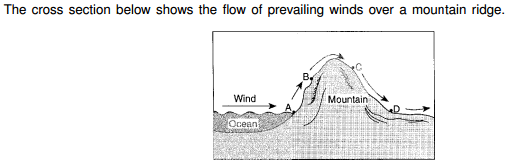 The cross section below shows the flow of prevailing winds over a mountain ridge.
C
B
Wind
Mountain
A
D
Ocean